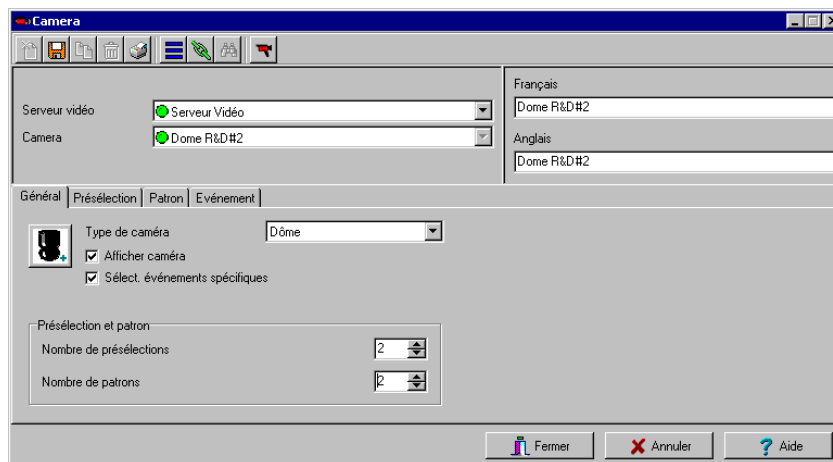 Camera
Français
Serveur vidéo
Serveur Vidéo
Dome R&D#2
Camera
Dome R&D#2
Anglais
Dome R&D#2
Général
Présélection
Patron
Evénement
Type de caméra
Dôme
Afficher caméra
Sélect. événements spécifiques
Présélection et patron
Nombre de présélections
2
Nombre de patrons
2
Fermer
Annuler
? Aide